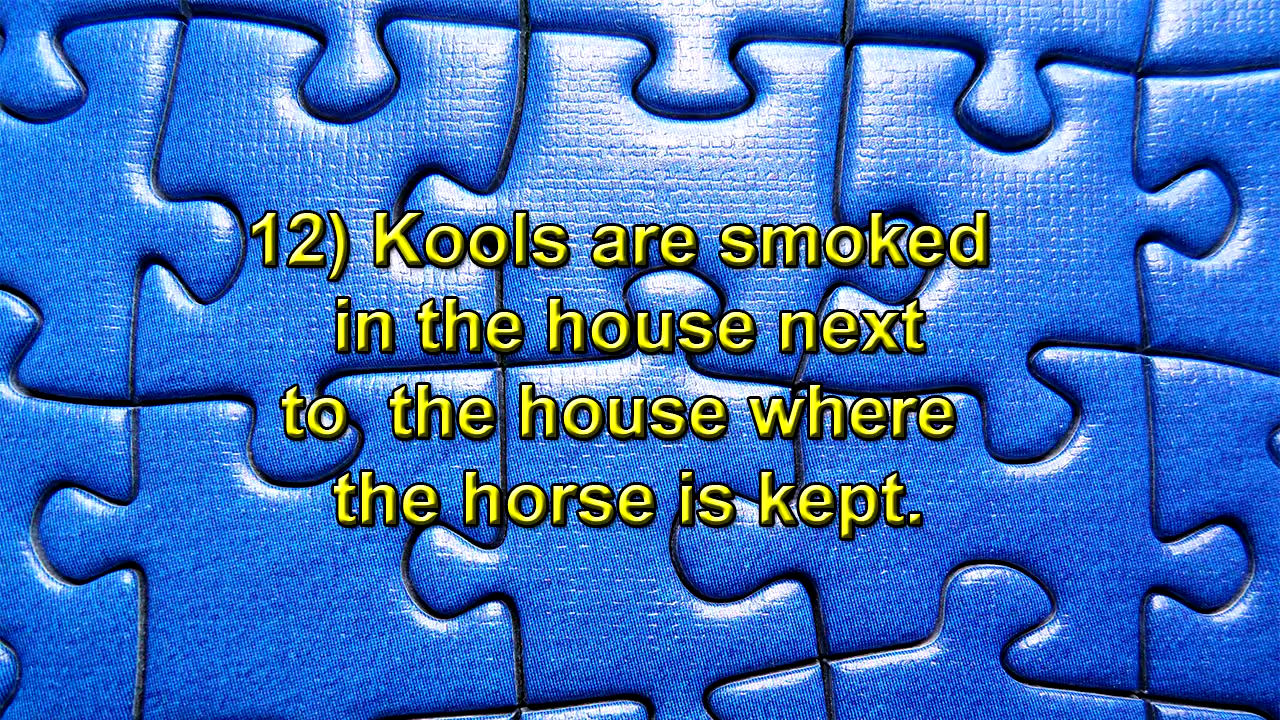 12) Kools are smoked
in the house next
to  the house where
the horse is kept.